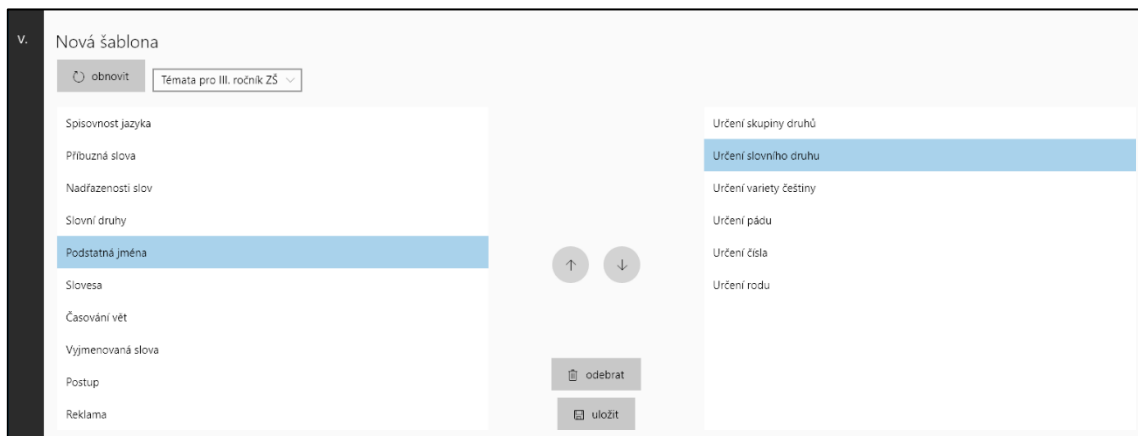 V.
Nová šablona
obnovit
Témata pro III. ročník ZŠ
Spisovnost jazyka
Příbuzná slova
Nadřazenosti slov
Slovní druhy
Podstatná jména
Slovesa
Časování vět
Vyjmenovaná slova
Postup
Reklama
odebrat
uložit
Určení skupiny druhů
Určení slovního druhu
Určení variety češtiny
Určení pádu
Určení čísla
Určení rodu